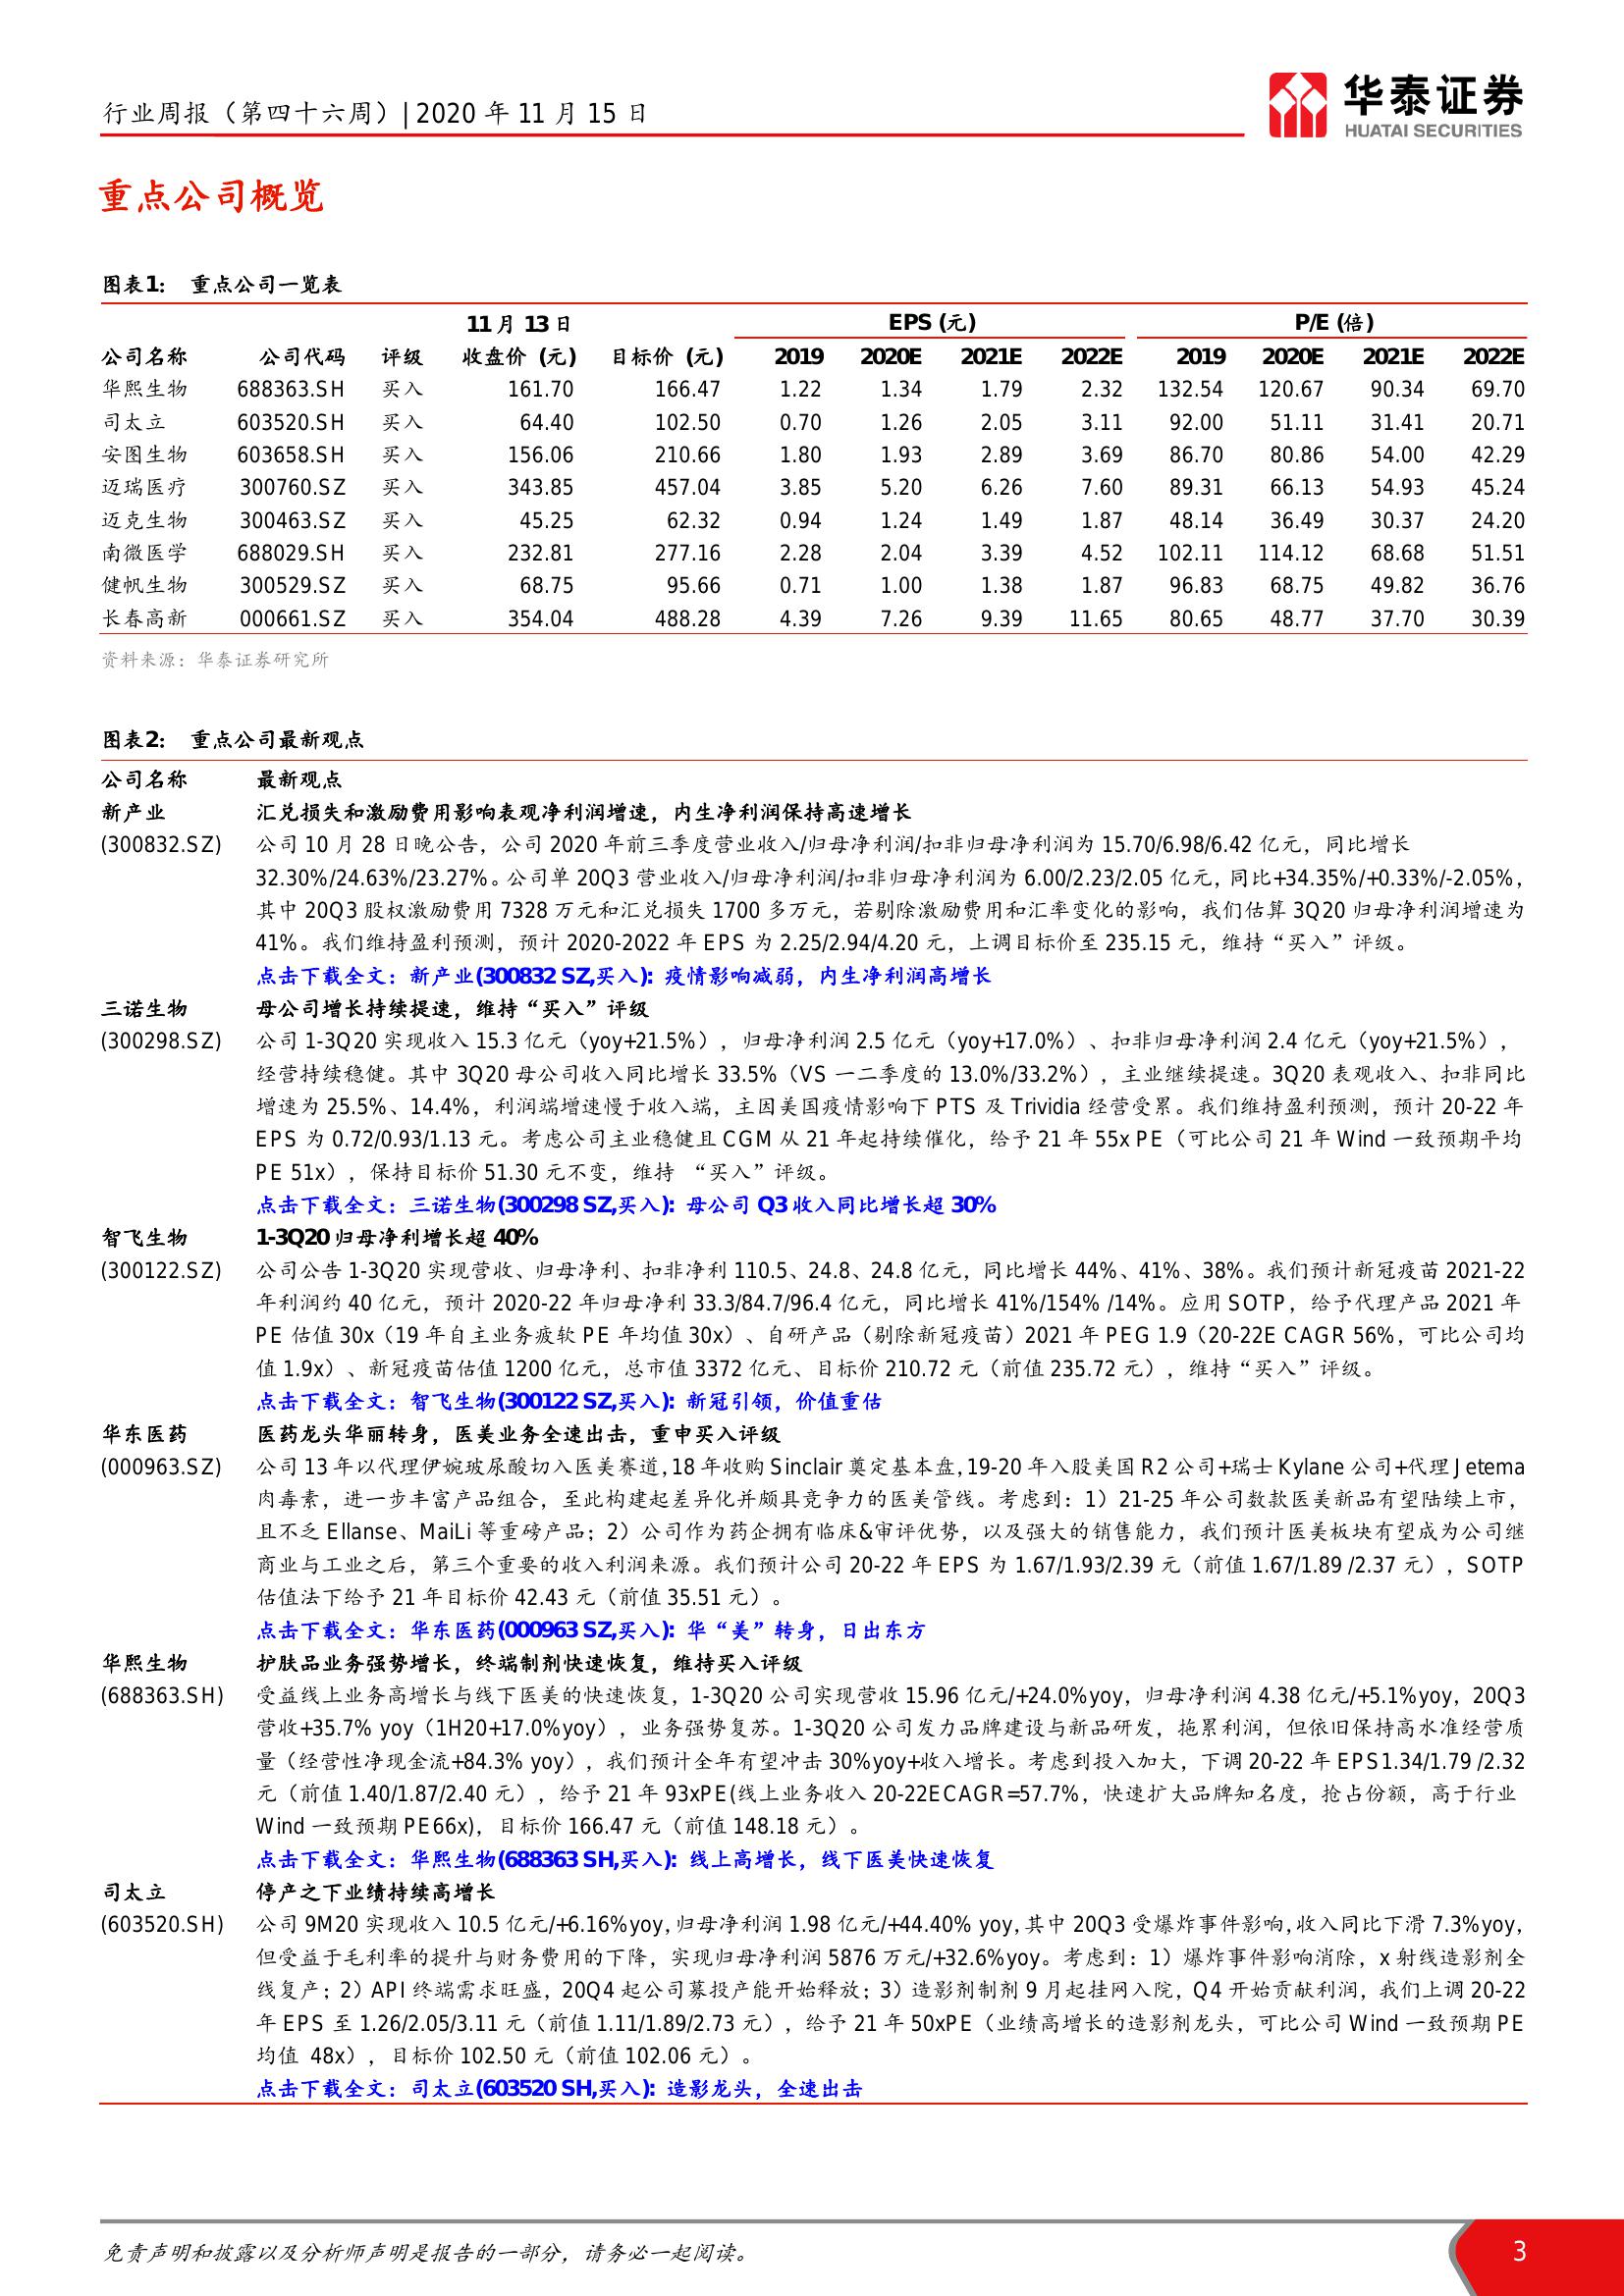 行业周报（第四十六周）| 2020 年 11 月 15 日
华泰证券
HUATAI SECURITIES
重点公司概览
图表1： 重点公司一览表
11 月 13 日 EPS (元) P/E (倍)
公司名称 公司代码 评级 收盘价 (元) 目标价 (元) 2019 2020E 2021E 2022E 2019 2020E 2021E 2022E
华熙生物 688363.SH 买入 161.70 166.47 1.22 1.34 1.79 2.32 132.54 120.67 90.34 69.70
司太立 603520.SH 买入 64.40 102.50 0.70 1.26 2.05 3.11 92.00 51.11 31.41 20.71
安图生物 603658.SH 买入 156.06 210.66 1.80 1.93 2.89 3.69 86.70 80.86 54.00 42.29
迈瑞医疗 300760.SZ 买入 343.85 457.04 3.85 5.20 6.26 7.60 89.31 66.13 54.93 45.24
迈克生物 300463.SZ 买入 45.25 62.32 0.94 1.24 1.49 1.87 48.14 36.49 30.37 24.20
南微医学 688029.SH 买入 232.81 277.16 2.28 2.04 3.39 4.52 102.11 114.12 68.68 51.51
健帆生物 300529.SZ 买入 68.75 95.66 0.71 1.00 1.38 1.87 96.83 68.75 49.82 36.76
长春高新 000661.SZ 买入 354.04 488.28 4.39 7.26 9.39 11.65 80.65 48.77 37.70 30.39
资料来源：华泰证券研究所
图表2： 重点公司最新观点
公司名称 最新观点
新产业 汇兑损失和激励费用影响表观净利润增速，内生净利润保持高速增长
(300832.SZ) 公司 10 月 28 日晚公告，公司 2020 年前三季度营业收入/归母净利润/扣非归母净利润为 15.70/6.98/6.42 亿元，同比增长
32.30%/24.63%/23.27%。公司单 20Q3 营业收入/归母净利润/扣非归母净利润为 6.00/2.23/2.05 亿元，同比+34.35%/+0.33%/-2.05%，
其中 20Q3 股权激励费用 7328 万元和汇兑损失 1700 多万元，若剔除激励费用和汇率变化的影响，我们估算 3Q20 归母净利润增速为
41%。我们维持盈利预测，预计 2020-2022 年 EPS 为 2.25/2.94/4.20 元，上调目标价至 235.15 元，维持“买入”评级。
点击下载全文：新产业(300832 SZ,买入): 疫情影响减弱，内生净利润高增长
三诺生物 母公司增长持续提速，维持“买入”评级
(300298.SZ) 公司 1-3Q20 实现收入 15.3 亿元（yoy+21.5%），归母净利润 2.5 亿元（yoy+17.0%）、扣非归母净利润 2.4 亿元（yoy+21.5%），
经营持续稳健。其中 3Q20 母公司收入同比增长 33.5%（VS 一二季度的 13.0%/33.2%），主业继续提速。3Q20 表观收入、扣非同比
增速为 25.5%、14.4%，利润端增速慢于收入端，主因美国疫情影响下 PTS 及 Trividia 经营受累。我们维持盈利预测，预计 20-22 年
EPS 为 0.72/0.93/1.13 元。考虑公司主业稳健且 CGM 从 21 年起持续催化，给予 21 年 55x PE（可比公司 21 年 Wind 一致预期平均
PE 51x），保持目标价 51.30 元不变，维持 “买入”评级。
点击下载全文：三诺生物(300298 SZ,买入): 母公司 Q3 收入同比增长超 30%
智飞生物 1-3Q20 归母净利增长超 40%
(300122.SZ) 公司公告 1-3Q20 实现营收、归母净利、扣非净利 110.5、24.8、24.8 亿元，同比增长 44%、41%、38%。我们预计新冠疫苗 2021-22
年利润约 40 亿元，预计 2020-22 年归母净利 33.3/84.7/96.4 亿元，同比增长 41%/154% /14%。应用 SOTP，给予代理产品 2021 年
PE 估值 30x（19 年自主业务疲软 PE 年均值 30x）、自研产品（剔除新冠疫苗）2021 年 PEG 1.9（20-22E CAGR 56%，可比公司均
值 1.9x）、新冠疫苗估值 1200 亿元，总市值 3372 亿元、目标价 210.72 元（前值 235.72 元），维持“买入”评级。
点击下载全文：智飞生物(300122 SZ,买入): 新冠引领，价值重估
华东医药 医药龙头华丽转身，医美业务全速出击，重申买入评级
(000963.SZ) 公司 13 年以代理伊婉玻尿酸切入医美赛道，18 年收购 Sinclair 奠定基本盘，19-20 年入股美国 R2 公司+瑞士 Kylane 公司+代理 Jetema
肉毒素，进一步丰富产品组合，至此构建起差异化并颇具竞争力的医美管线。考虑到：1）21-25 年公司数款医美新品有望陆续上市，
且不乏 Ellanse、MaiLi 等重磅产品；2）公司作为药企拥有临床&审评优势，以及强大的销售能力，我们预计医美板块有望成为公司继
商业与工业之后，第三个重要的收入利润来源。我们预计公司 20-22 年 EPS 为 1.67/1.93/2.39 元（前值 1.67/1.89 /2.37 元），SOTP
估值法下给予 21 年目标价 42.43 元（前值 35.51 元）。
点击下载全文：华东医药(000963 SZ,买入): 华“美”转身，日出东方
华熙生物 护肤品业务强势增长，终端制剂快速恢复，维持买入评级
(688363.SH) 受益线上业务高增长与线下医美的快速恢复，1-3Q20 公司实现营收 15.96 亿元/+24.0%yoy，归母净利润 4.38 亿元/+5.1%yoy，20Q3
营收+35.7% yoy（1H20+17.0%yoy），业务强势复苏。1-3Q20 公司发力品牌建设与新品研发，拖累利润，但依旧保持高水准经营质
量（经营性净现金流+84.3% yoy），我们预计全年有望冲击 30%yoy+收入增长。考虑到投入加大，下调 20-22 年 EPS1.34/1.79 /2.32
元（前值 1.40/1.87/2.40 元），给予 21 年 93xPE(线上业务收入 20-22ECAGR=57.7%，快速扩大品牌知名度，抢占份额，高于行业
Wind 一致预期 PE66x)，目标价 166.47 元（前值 148.18 元）。
点击下载全文：华熙生物(688363 SH,买入): 线上高增长，线下医美快速恢复
司太立 停产之下业绩持续高增长
(603520.SH) 公司 9M20 实现收入 10.5 亿元/+6.16%yoy，归母净利润 1.98 亿元/+44.40% yoy，其中 20Q3 受爆炸事件影响，收入同比下滑 7.3%yoy，
但受益于毛利率的提升与财务费用的下降，实现归母净利润 5876 万元/+32.6%yoy。考虑到：1）爆炸事件影响消除，x 射线造影剂全
线复产；2）API 终端需求旺盛，20Q4 起公司募投产能开始释放；3）造影剂制剂 9 月起挂网入院，Q4 开始贡献利润，我们上调 20-22
年 EPS 至 1.26/2.05/3.11 元（前值 1.11/1.89/2.73 元），给予 21 年 50xPE（业绩高增长的造影剂龙头，可比公司 Wind 一致预期 PE
均值 48x），目标价 102.50 元（前值 102.06 元）。
点击下载全文：司太立(603520 SH,买入): 造影龙头，全速出击
免责声明和披露以及分析师声明是报告的一部分，请务必一起阅读。 3